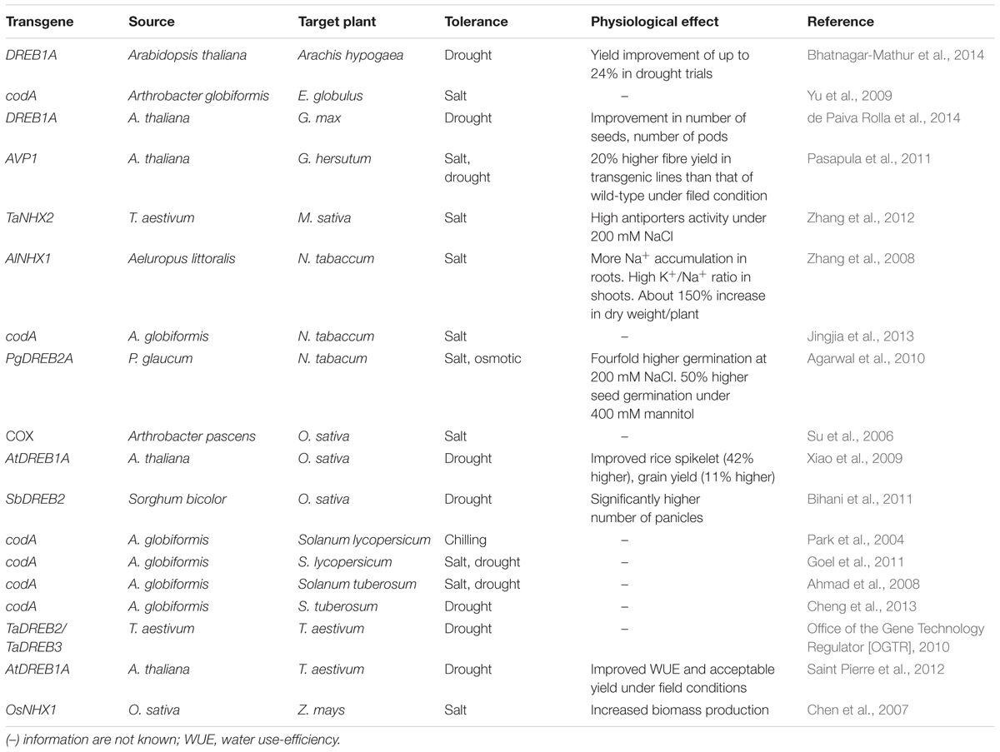 Transgene Source Target plant Tolerance Physiological effect Reference
DREB1A Arabidopsis thaliana Arachis hypogaea Drought Yield improvement of up to Bhatnagar-Mathur et al., 2014
24% in drought trials
codA Arthrobacter globiformis E. globulus Salt – Yu et al., 2009
DREB1A A. thaliana G. max Drought Improvement in number of de Paiva Rolla et al., 2014
seeds, number of pods
AVP1 A. thaliana G. hersutum Salt, 20% higher fibre yield in Pasapula et al., 2011
drought transgenic lines than that of
wild-type under filed condition
TaNHX2 T. aestivum M. sativa Salt High antiporters activity under Zhang et al., 2012
200 mM NaCl
AlNHX1 Aeluropus littoralis N. tabaccum Salt More Na+ accumulation in Zhang et al., 2008
roots. High K+/Na+ ratio in
shoots. About 150% increase
in dry weight/plant
codA A. globiformis N. tabaccum Salt – Jingjia et al., 2013
PgDREB2A P. glaucum N. tabacum Salt, osmotic Fourfold higher germination at Agarwal et al., 2010
200 mM NaCl. 50% higher
seed germination under
400 mM mannitol
COX Arthrobacter pascens O. sativa Salt – Su et al., 2006
AtDREB1A A. thaliana O. sativa Drought Improved rice spikelet (42% Xiao et al., 2009
higher), grain yield (11% higher)
SbDREB2 Sorghum bicolor O. sativa Drought Significantly higher Bihani et al., 2011
number of panicles
codA A. globiformis Solanum lycopersicum Chilling – Park et al., 2004
codA A. globiformis S. lycopersicum Salt, drought – Goel et al., 2011
codA A. globiformis Solanum tuberosum Salt, drought – Ahmad et al., 2008
codA A. globiformis S. tuberosum Drought – Cheng et al., 2013
TaDREB2/ T. aestivum T. aestivum Drought – Office of the Gene Technology
TaDREB3 Regulator [OGTR], 2010
AtDREB1A A. thaliana T. aestivum Drought Improved WUE and acceptable Saint Pierre et al., 2012
yield under field conditions
OsNHX1 O. sativa Z. mays Salt Increased biomass production Chen et al., 2007
(–) information are not known; WUE, water use-efficiency.